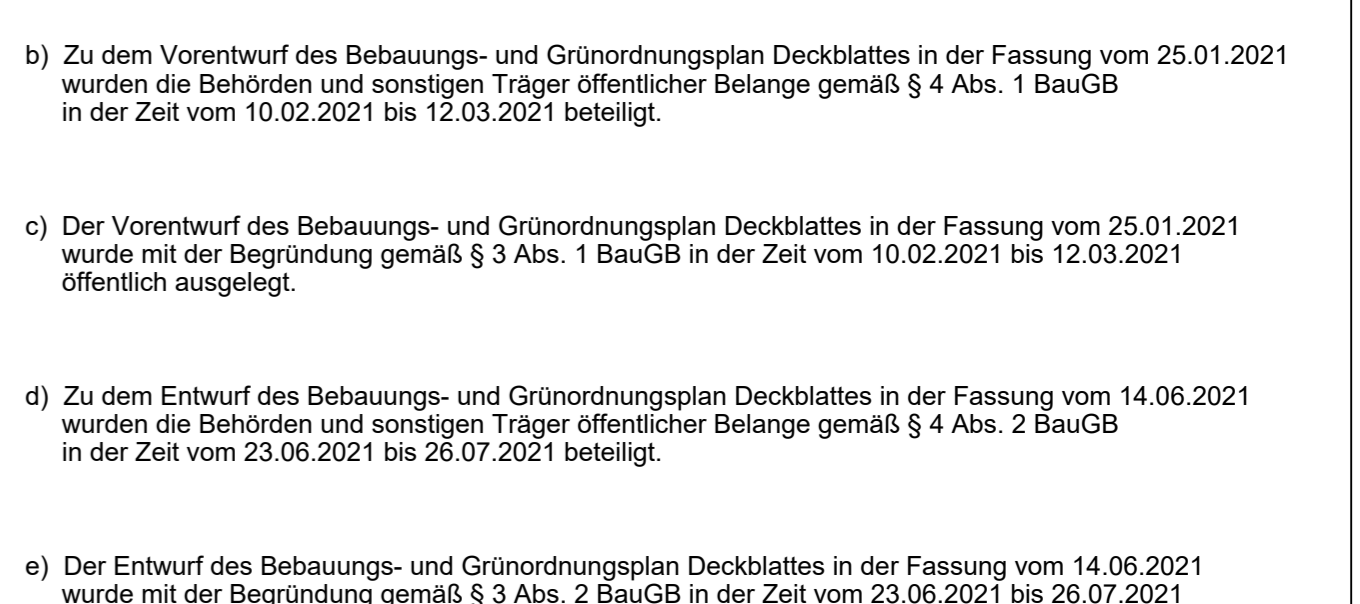 b) Zu dem Vorentwurf des Bebauungs- und Grünordnungsplan Deckblattes in der Fassung vom 25.01.2021
wurden die Behörden und sonstigen Träger öffentlicher Belange gemäß § 4 Abs. 1 BauGB
in der Zeit vom 10.02.2021 bis 12.03.2021 beteiligt.
c) Der Vorentwurf des Bebauungs- und Grünordnungsplan Deckblattes in der Fassung vom 25.01.2021
wurde mit der Begründung gemäß § 3 Abs. 1 BauGB in der Zeit vom 10.02.2021 bis 12.03.2021
öffentlich ausgelegt.
d) Zu dem Entwurf des Bebauungs- und Grünordnungsplan Deckblattes in der Fassung vom 14.06.2021
wurden die Behörden und sonstigen Träger öffentlicher Belange gemäß § 4 Abs. 2 BauGB
in der Zeit vom 23.06.2021 bis 26.07.2021 beteiligt.
e) Der Entwurf des Bebauungs- und Grünordnungsplan Deckblattes in der Fassung vom 14.06.2021
wurde mit der Begründung gemäß § 3 Abs. 2 BauGB in der Zeit vom 23.06.2021 bis 26.07.2021